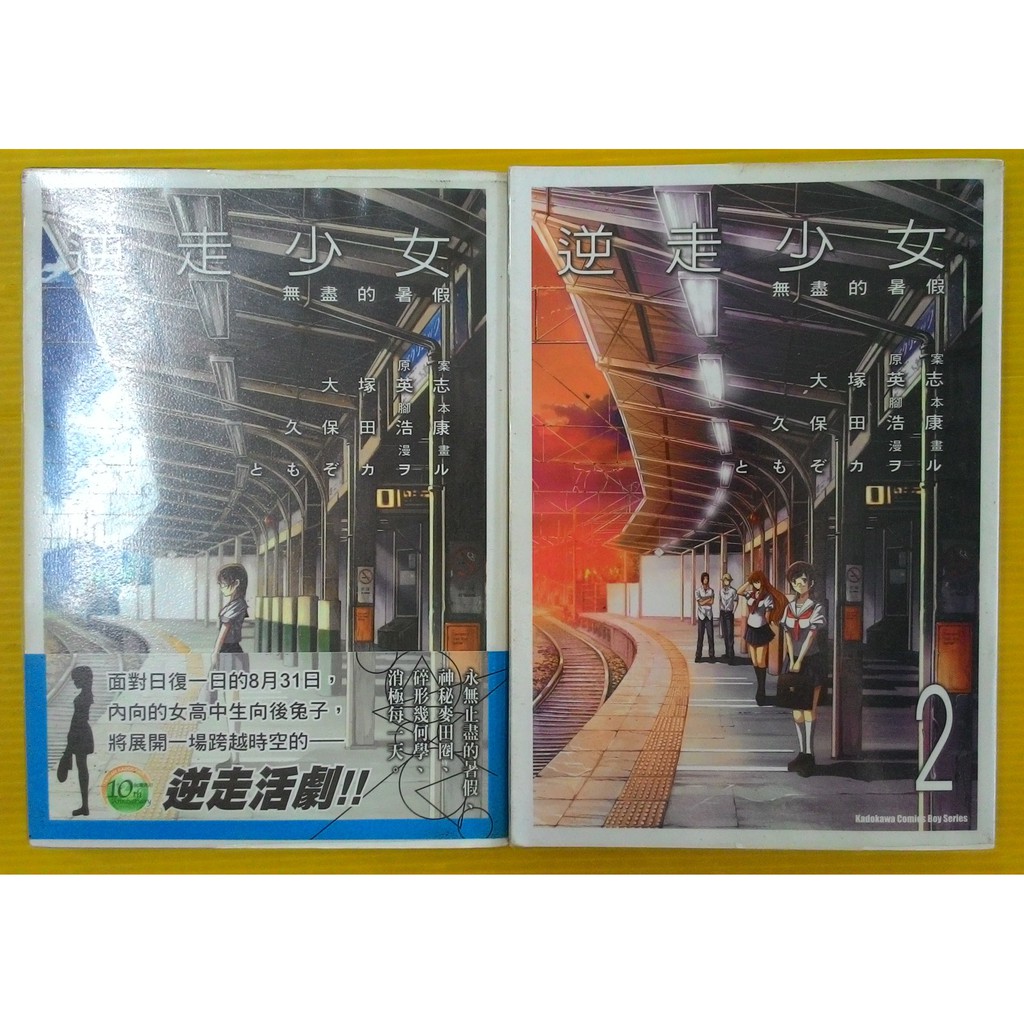 逆走少女
無盡的暑假
原案
大塚英志
腳本
久保田浩康
漫畫
ともぞカヲル
面對日復一日的8月31日，
內向的女高中生向後兔子，
將展開一場跨越時空的——
逆走活劇!!
永無止盡的暑假、
神秘麥田圈、
碎形幾何學、
消極每一天。
10th
逆走少女
無盡的暑假
原案
大塚英志
腳本
久保田浩康
漫畫
ともぞカヲル
2
Kadokawa Comics Boy Series